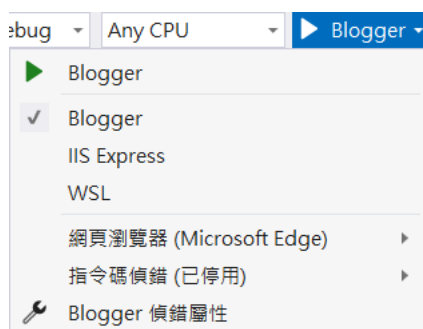 ebug Any CPU Blogger
Blogger
Blogger
IIS Express
WSL
網頁瀏覽器 (Microsoft Edge)
指令碼偵錯 (已停用)
Blogger 偵錯屬性